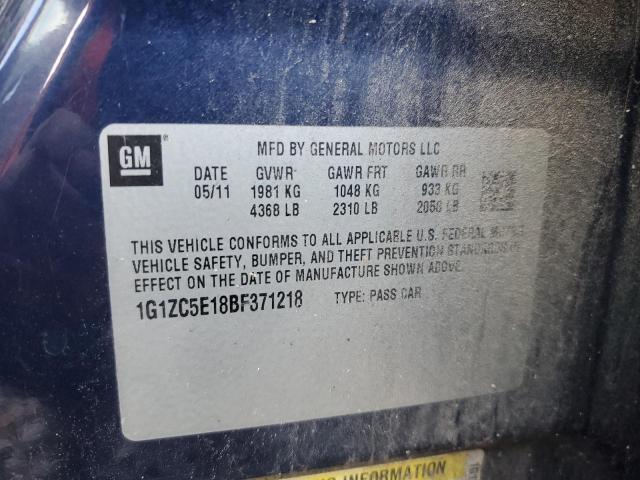 GM
MFD BY GENERAL MOTORS LLC
DATE GVWR GAWR FRT GAWR RR
05/11 1981 KG 1048 KG 933 KG
4368 LB 2310 LB 2058 LB
THIS VEHICLE CONFORMS TO ALL APPLICABLE U.S. FEDERAL MOTOR
VEHICLE SAFETY, BUMPER, AND THEFT PREVENTION STANDARDS IN
EFFECT ON THE DATE OF MANUFACTURE SHOWN ABOVE.
1G1ZC5E18BF371218 TYPE: PASS CAR
INFORMATION